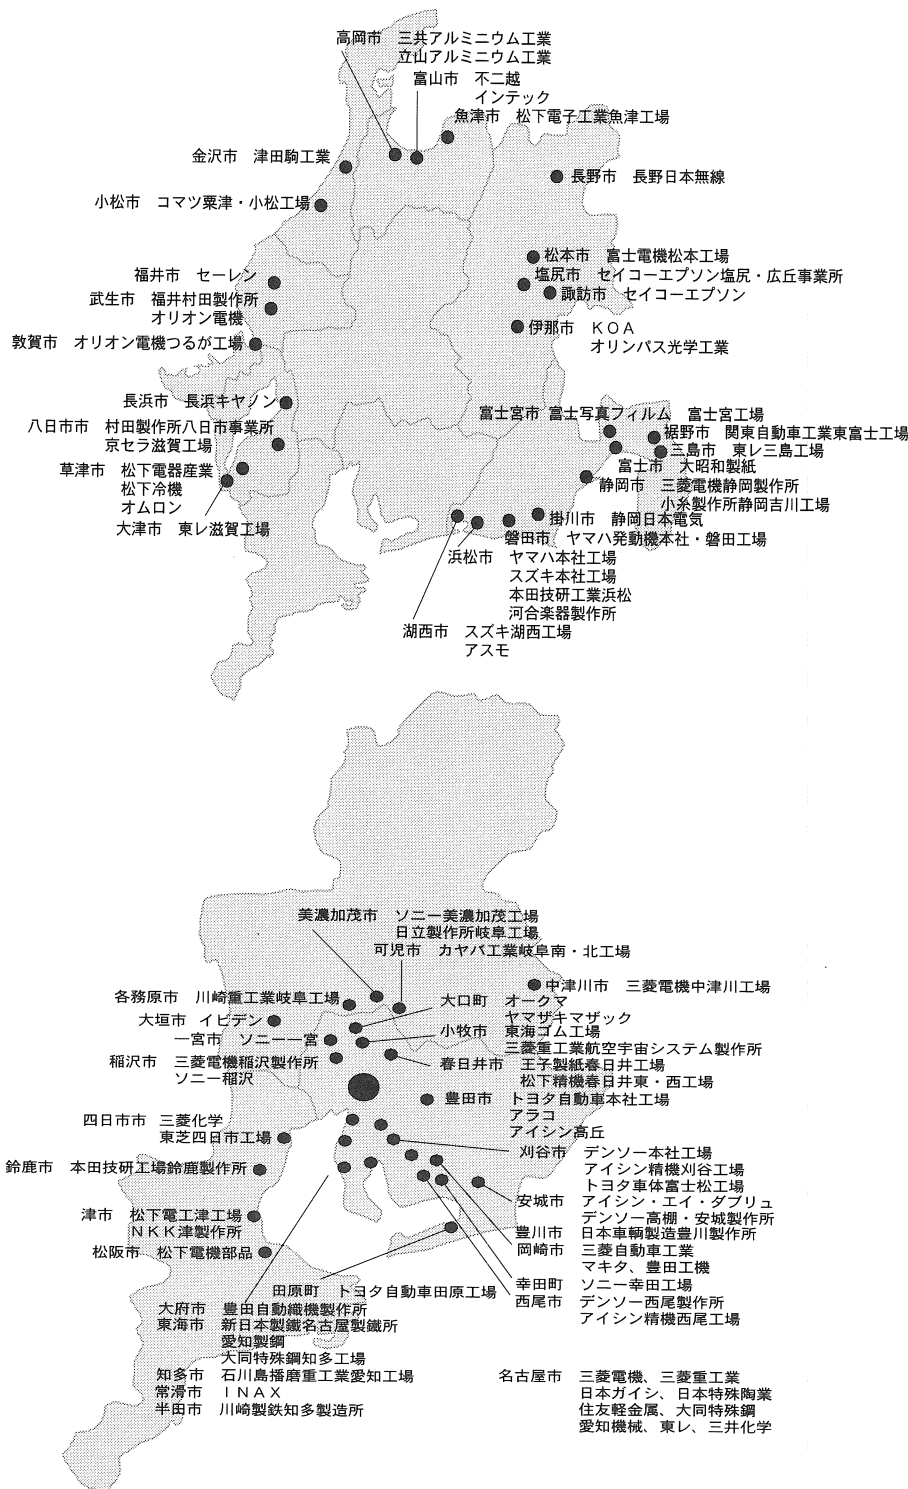 高岡市 三共アルミニウム工業
立山アルミニウム工業
富山市 不二越
インテック
魚津市 松下電子工業魚津工場
金沢市 津田駒工業
長野市 長野日本無線
小松市 コマツ粟津・小松工場
松本市 富士電機松本工場
福井市 セーレン
塩尻市 セイコーエプソン塩尻・広丘事業所
武生市 福井村田製作所
オリオン電機
諏訪市 セイコーエプソン
伊那市 KOA
オリンパス光学工業
敦賀市 オリオン電機つるが工場
長浜市 長浜キヤノン
富士宮市 富士写真フィルム 富士宮工場
八日市市 村田製作所八日市事業所
京セラ滋賀工場
裾野市 関東自動車工業東富士工場
三島市 東レ三島工場
富士市 大昭和製紙
草津市 松下電器産業
松下冷機
オムロン
静岡市 三菱電機静岡製作所
小糸製作所静岡吉川工場
大津市 東レ滋賀工場
掛川市 静岡日本電気
磐田市 ヤマハ発動機本社・磐田工場
浜松市 ヤマハ本社工場
スズキ本社工場
本田技研工業浜松
河合楽器製作所
湖西市 スズキ湖西工場
アスモ
美濃加茂市 ソニー美濃加茂工場
日立製作所岐阜工場
可児市 カヤバ工業岐阜南・北工場
中津川市 三菱電機中津川工場
各務原市 川崎重工業岐阜工場
大口町 オークマ
ヤマザキマザック
大垣市 イビデン
小牧市 東海ゴム工場
三菱重工業航空宇宙システム製作所
一宮市 ソニー一宮
稲沢市 三菱電機稲沢製作所
ソニー稲沢
春日井市 王子製紙春日井工場
松下精機春日井東・西工場
豊田市 トヨタ自動車本社工場
アラコ
アイシン高丘
四日市市 三菱化学
東芝四日市工場
刈谷市 デンソー本社工場
アイシン精機刈谷工場
トヨタ車体富士松工場
鈴鹿市 本田技研工場鈴鹿製作所
安城市 アイシン・エイ・ダブリュ
デンソー高棚・安城製作所
津市 松下電工津工場
NKK津製作所
豊川市 日本車輌製造豊川製作所
岡崎市 三菱自動車工業
マキタ、豊田工機
松阪市 松下電機部品
幸田町 ソニー幸田工場
田原町 トヨタ自動車田原工場
西尾市 デンソー西尾製作所
アイシン精機西尾工場
大府市 豊田自動織機製作所
東海市 新日本製鐵名古屋製鐵所
愛知製鋼
大同特殊鋼知多工場
知多市 石川島播磨重工業愛知工場
常滑市 INAX
半田市 川崎製鉄知多製造所
名古屋市 三菱電機、三菱重工業
日本ガイシ、日本特殊陶業
住友軽金属、大同特殊鋼
愛知機械、東レ、三井化学